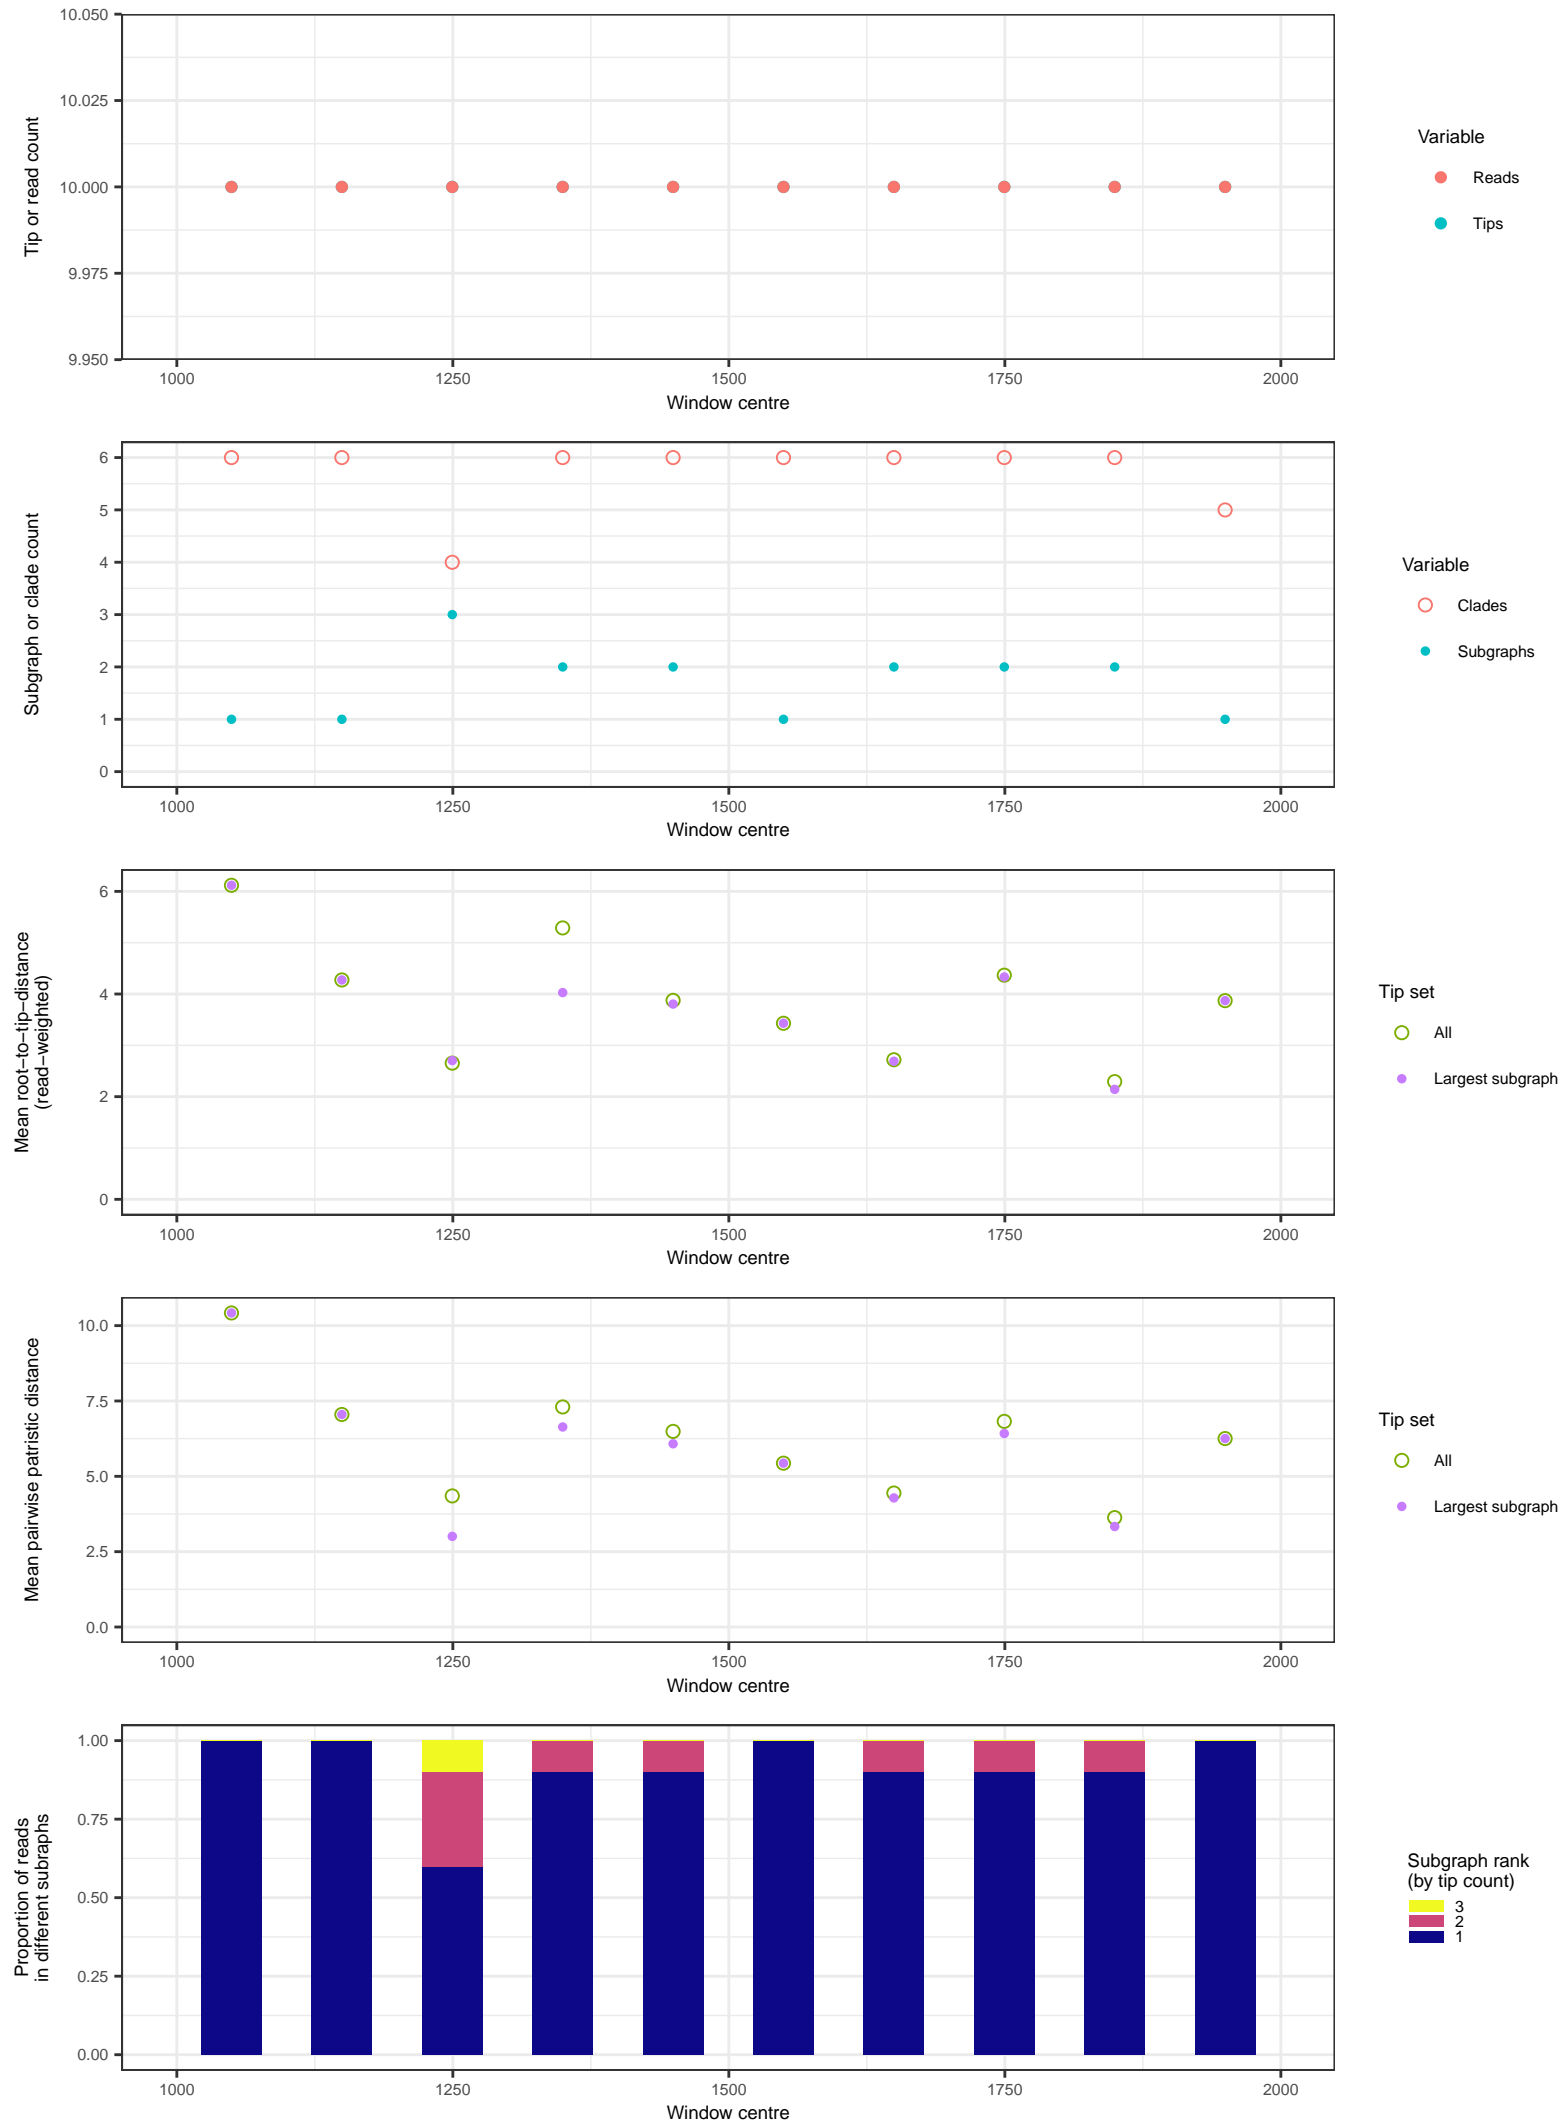 10.050
10.025
10.000
9.975
9.950
Tip or read count
1000 1250 1500 1750 2000
Window centre
Variable
Reads
Tips
6
5
4
3
2
1
0
Subgraph or clade count
1000 1250 1500 1750 2000
Window centre
Variable
Clades
Subgraphs
6
4
2
0
Mean root−to−tip−distance
(read−weighted)
1000 1250 1500 1750 2000
Window centre
Tip set
All
Largest subgraph
10.0
7.5
5.0
2.5
0.0
Mean pairwise patristic distance
1000 1250 1500 1750 2000
Window centre
Tip set
All
Largest subgraph
1.00
0.75
0.50
0.25
0.00
Proportion of reads
in different subraphs
1000 1250 1500 1750 2000
Window centre
Subgraph rank
(by tip count)
3
2
1